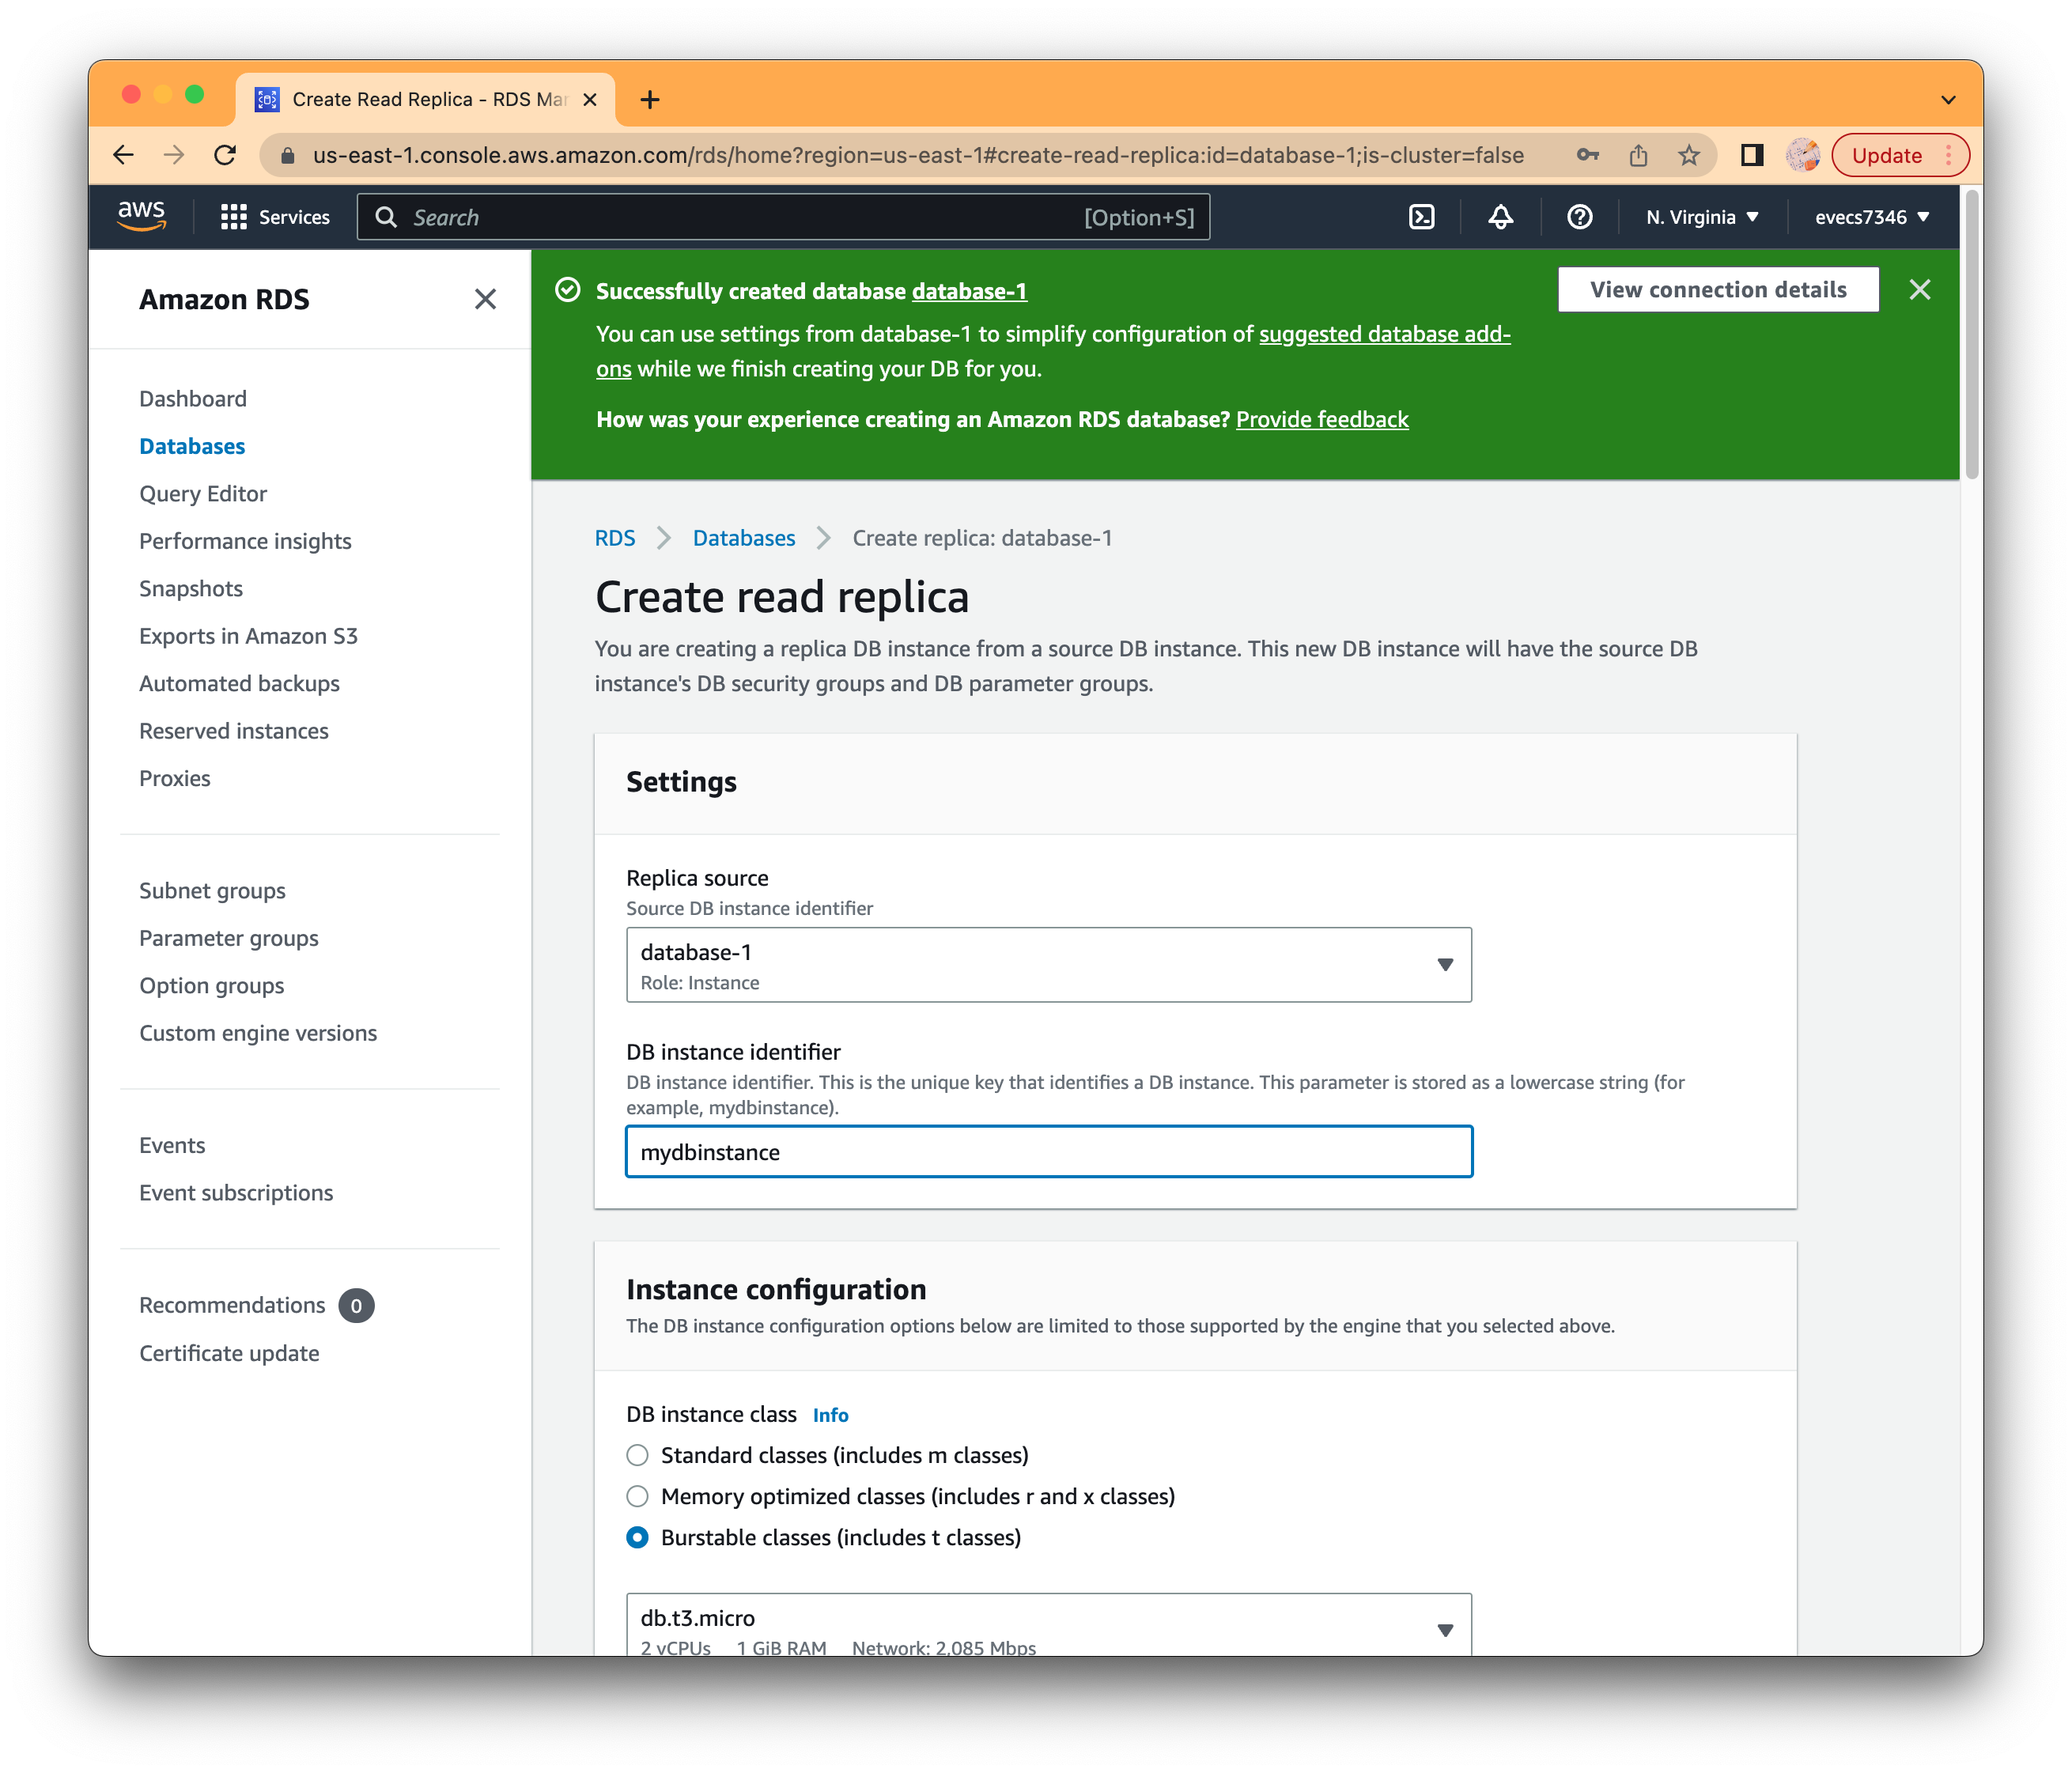 Create Read Replica - RDS Mar
us-east-1.console.aws.amazon.com/rds/home?region=us-east-1#create-read-replica:id=database-1;is-cluster=false
Update
aws
Services
Search
[Option+S]
N. Virginia
evecs7346
Amazon RDS
Dashboard
Databases
Query Editor
Performance insights
Snapshots
Exports in Amazon S3
Automated backups
Reserved instances
Proxies
Subnet groups
Parameter groups
Option groups
Custom engine versions
Events
Event subscriptions
Recommendations 0
Certificate update
Successfully created database database-1
View connection details
You can use settings from database-1 to simplify configuration of suggested database add-
ons while we finish creating your DB for you.
How was your experience creating an Amazon RDS database? Provide feedback
RDS > Databases > Create replica: database-1
Create read replica
You are creating a replica DB instance from a source DB instance. This new DB instance will have the source DB
instance's DB security groups and DB parameter groups.
Settings
Replica source
Source DB instance identifier
database-1
Role: Instance
DB instance identifier
DB instance identifier. This is the unique key that identifies a DB instance. This parameter is stored as a lowercase string (for
example, mydbinstance).
mydbinstance
Instance configuration
The DB instance configuration options below are limited to those supported by the engine that you selected above.
DB instance class Info
Standard classes (includes m classes)
Memory optimized classes (includes r and x classes)
Burstable classes (includes t classes)
db.t3.micro
2 vCPUs 1 GiB RAM Network: 2,085 Mbps